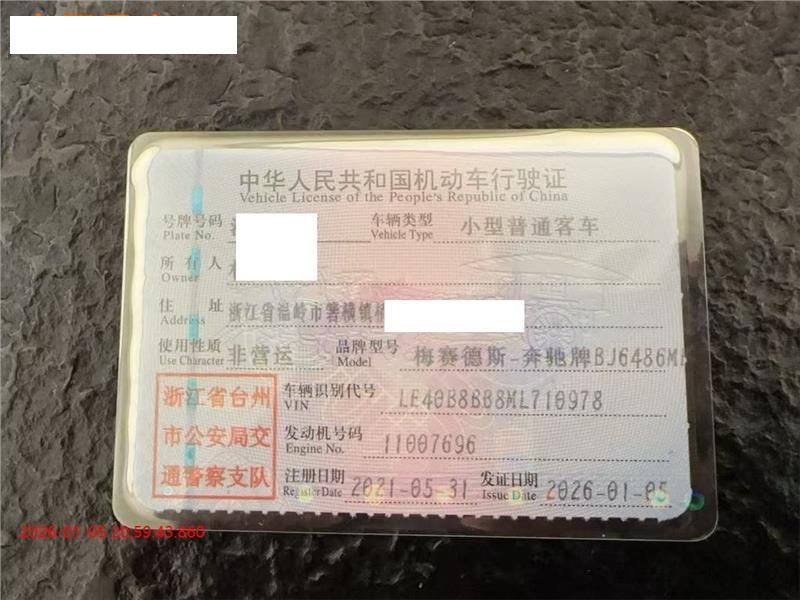 中华人民共和国机动车行驶证
Vehicle License of the People's Republic of China
号牌号码
Plate No.
车辆类型 小型普通客车
Vehicle Type
所有人
Owner
住址 浙江省温岭市箬横镇
Address
使用性质 非营运
Use Character
品牌型号 梅赛德斯-奔驰牌BJ6486M
Model
浙江省台州
市公安局交
通警察支队
车辆识别代号 LE40B8BB8ML710978
VIN
发动机号码 11007696
Engine No.
注册日期 2021-05-31
Register Date
发证日期 2026-01-05
Issue Date
2026-01-05 20:59:43.660